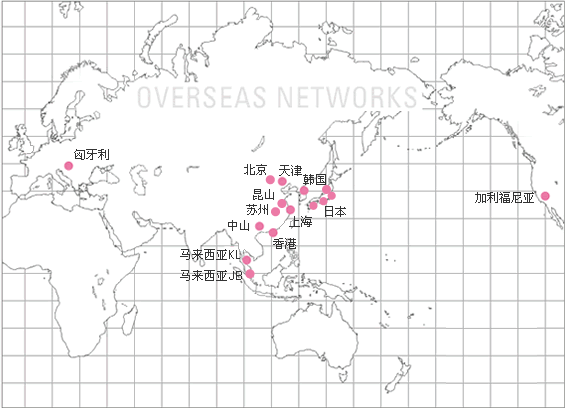 OVERSEAS NETWORKS
匈牙利
北京
天津
韩国
昆山
苏州
上海
日本
加利福尼亚
中山
香港
马来西亚KL
马来西亚JB